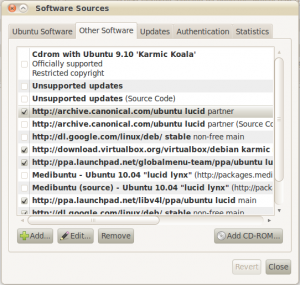 Software Sources
Ubuntu Software Other Software Updates Authentication Statistics
Cdrom with Ubuntu 9.10 'Karmic Koala'
Officially supported
Restricted copyright
Unsupported updates
Unsupported updates (Source Code)
http://archive.canonical.com/ubuntu lucid partner
http://archive.canonical.com/ubuntu lucid partner (Source Cod
http://dl.google.com/linux/deb/ stable non-free main
http://download.virtualbox.org/virtualbox/debian karmic
http://ppa.launchpad.net/globalmenu-team/ppa/ubuntu lu
Medibuntu - Ubuntu 10.04 "lucid lynx" (http://packages.medi
Medibuntu (source) - Ubuntu 10.04 "lucid lynx" (http://pack
http://ppa.launchpad.net/libv4l/ppa/ubuntu lucid main
http://dl.google.com/linux/deb/ stable main
Add... Edit... Remove Add CD-ROM...
Revert Close